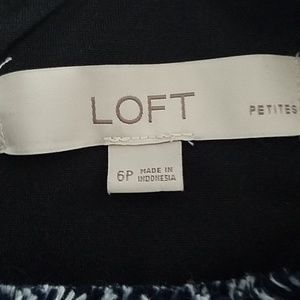 LOFT
PETITES
6P
MADE IN
INDONESIA